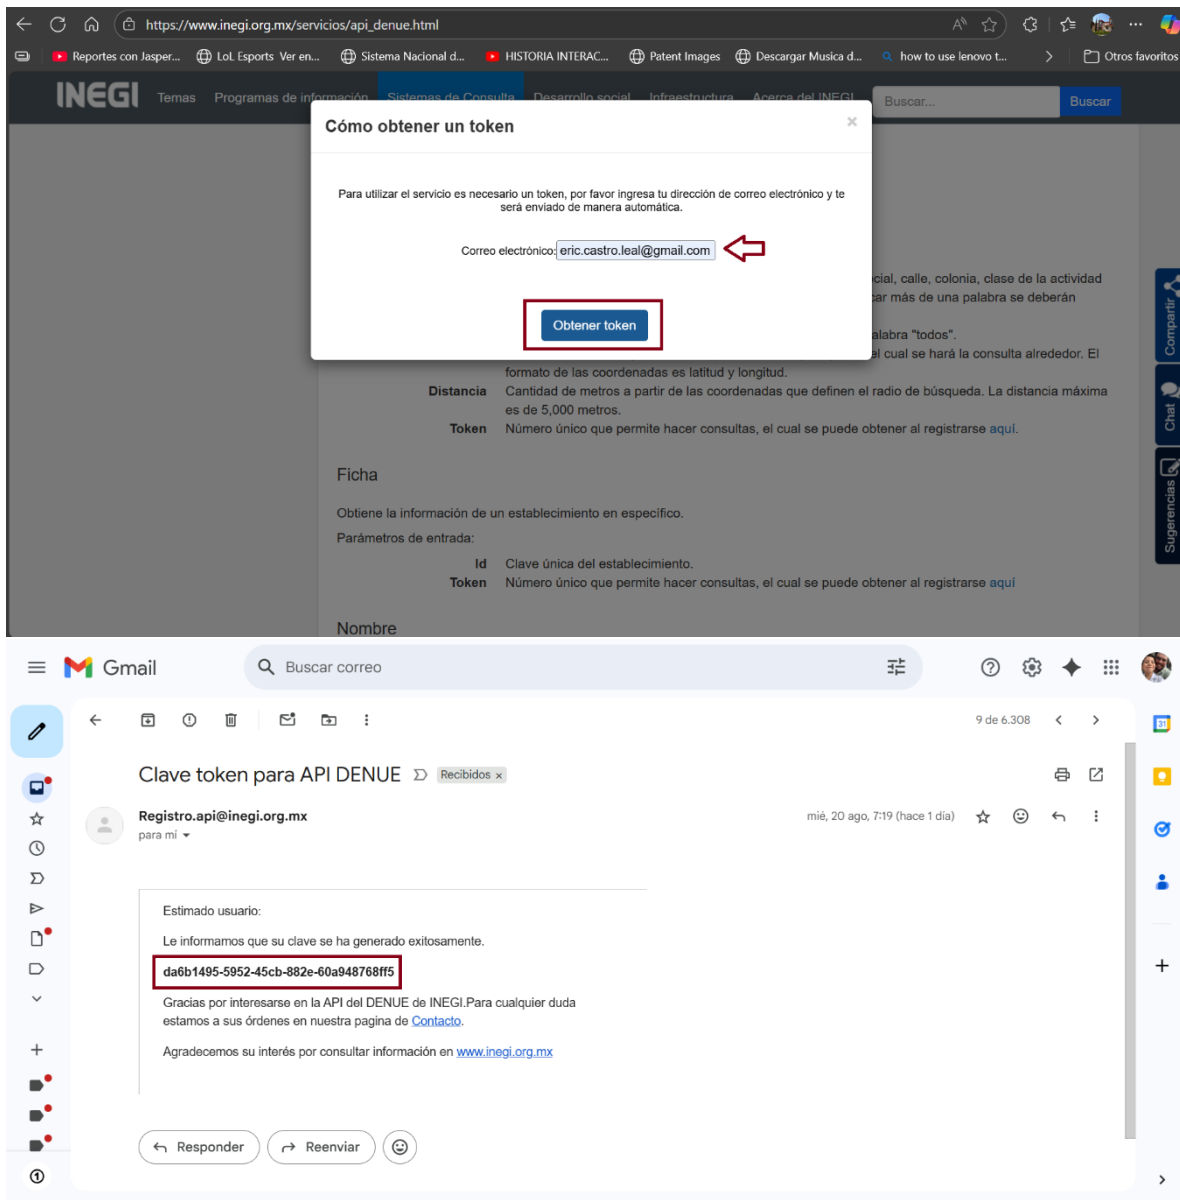 https://www.inegi.org.mx/servicios/api_denue.html
Reportes con Jasper...
LoL Esports Ver en...
Sistema Nacional d...
HISTORIA INTERAC...
Patent Images
Descargar Musica d...
how to use lenovo t...
Otros favoritos
INEGI
Temas
Programas de información
Sistemas de Consulta
Desarrollo social
Infraestructura
Acerca del INEGI
Buscar...
Buscar
Cómo obtener un token
×
Para utilizar el servicio es necesario un token, por favor ingresa tu dirección de correo electrónico y te
será enviado de manera automática.
Correo electrónico: eric.castro.leal@gmail.com
Obtener token
cial, calle, colonia, clase de la actividad
car más de una palabra se deberán
alabra "todos".
el cual se hará la consulta alrededor. El
formato de las coordenadas es latitud y longitud.
Distancia Cantidad de metros a partir de las coordenadas que definen el radio de búsqueda. La distancia máxima
es de 5,000 metros.
Token Número único que permite hacer consultas, el cual se puede obtener al registrarse aquí.
Ficha
Obtiene la información de un establecimiento en específico.
Parámetros de entrada:
Id Clave única del establecimiento.
Token Número único que permite hacer consultas, el cual se puede obtener al registrarse aquí
Nombre
Compartir
Chat
Sugerencias
Gmail
Buscar correo
9 de 6.308
Clave token para API DENUE
Recibidos ×
Registro.api@inegi.org.mx
mié, 20 ago, 7:19 (hace 1 día)
para mí
Estimado usuario:
Le informamos que su clave se ha generado exitosamente.
da6b1495-5952-45cb-882e-60a948768ff5
Gracias por interesarse en la API del DENUE de INEGI.Para cualquier duda
estamos a sus órdenes en nuestra pagina de Contacto.
Agradecemos su interés por consultar información en www.inegi.org.mx
Responder
Reenviar
31
1